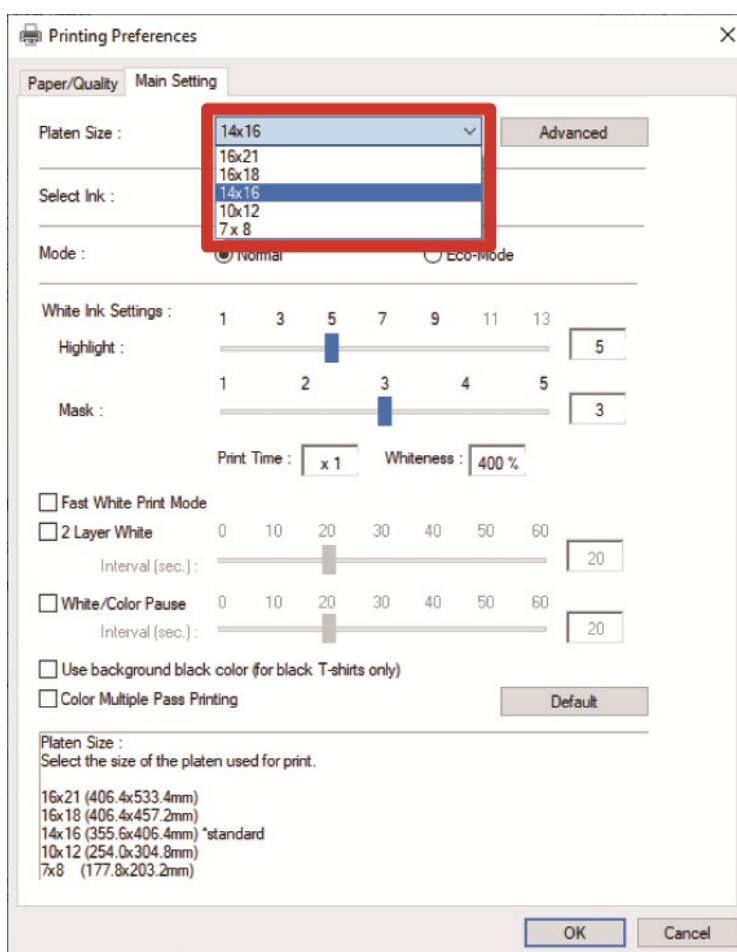 Printing Preferences
Paper/Quality Main Setting
Platen Size : 14x16 Advanced
16x21
16x18
14x16
10x12
7 x 8
Select Ink :
Mode : Normal Eco-Mode
White Ink Settings : 1 3 5 7 9 11 13
Highlight : 5
1 2 3 4 5
Mask : 3
Print Time : x 1 Whiteness : 400 %
Fast White Print Mode
2 Layer White 0 10 20 30 40 50 60
Interval (sec.) : 20
White/Color Pause 0 10 20 30 40 50 60
Interval (sec.) : 20
Use background black color (for black T-shirts only)
Color Multiple Pass Printing Default
Platen Size :
Select the size of the platen used for print.
16x21 (406.4x533.4mm)
16x18 (406.4x457.2mm)
14x16 (355.6x406.4mm) *standard
10x12 (254.0x304.8mm)
7x8 (177.8x203.2mm)
OK Cancel